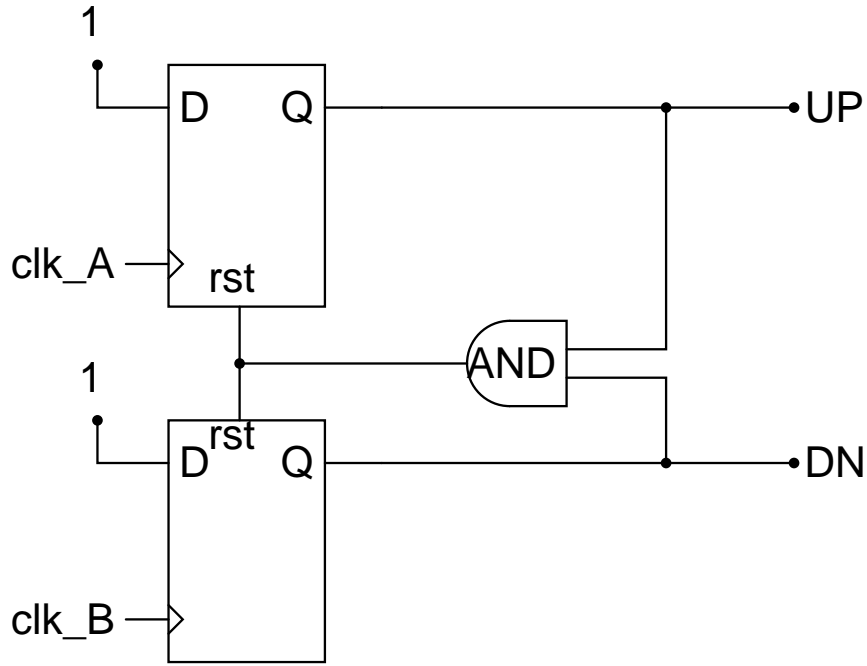 1
D Q UP
clk_A
rst
AND
1
rst
D Q DN
clk_B